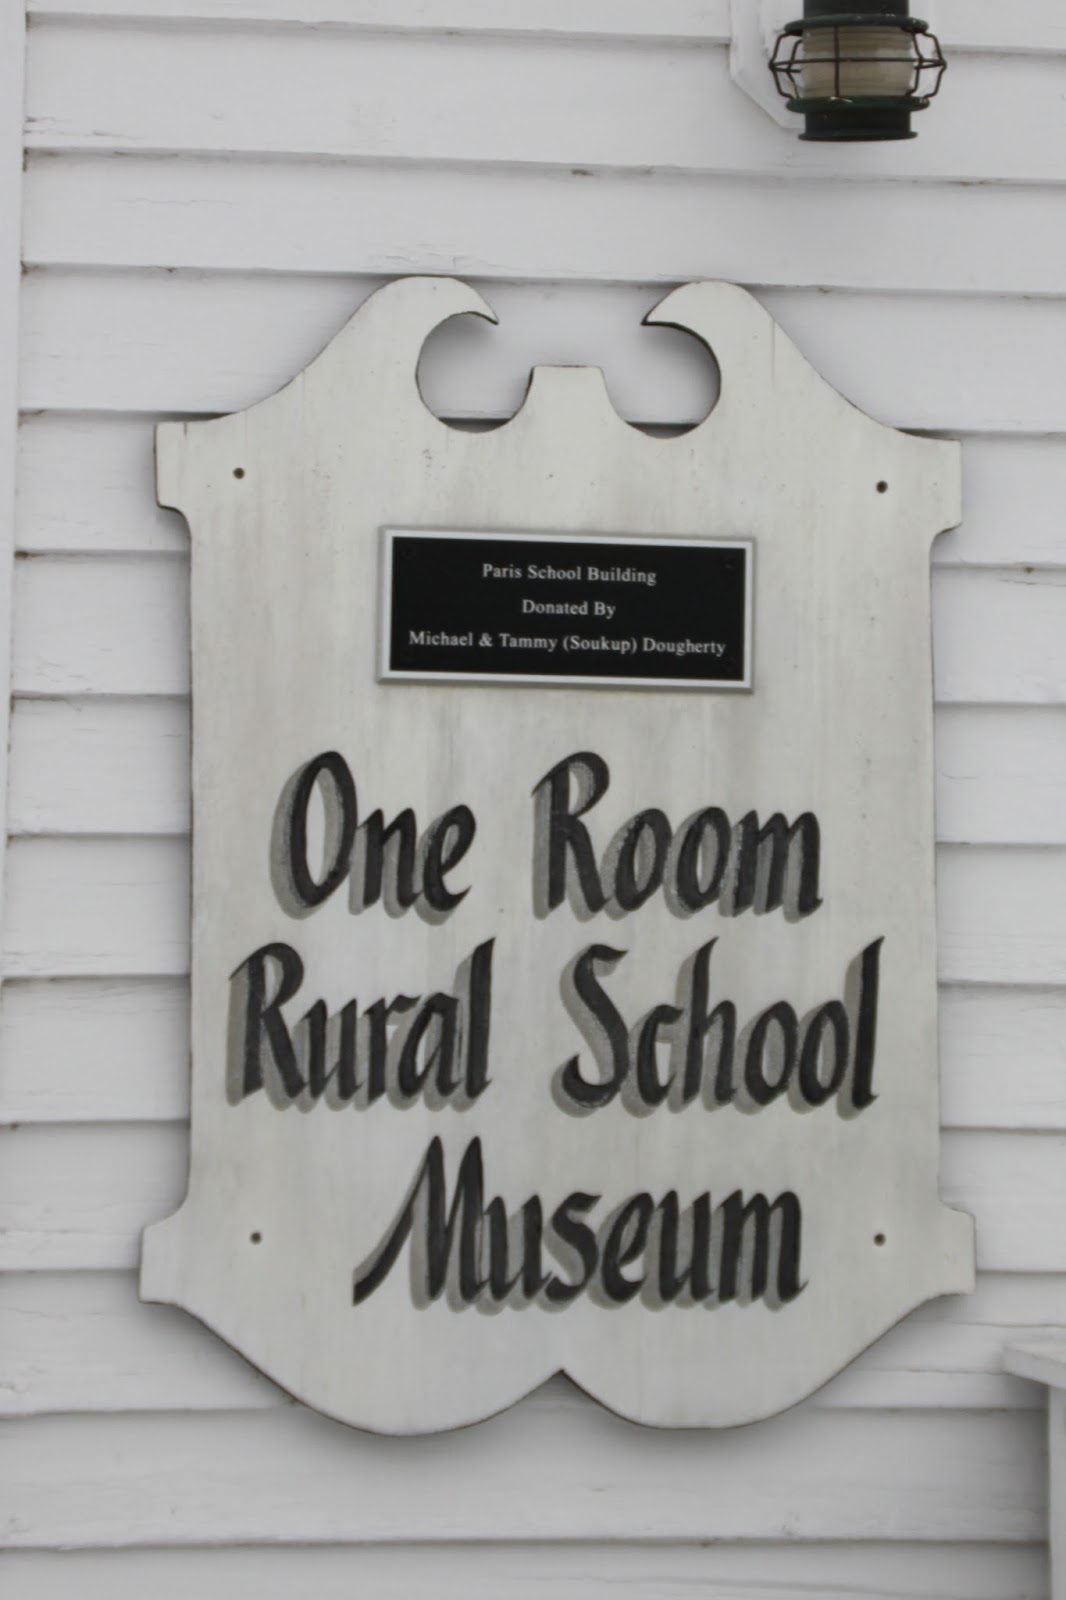 Paris School Building
Donated By
Michael & Tammy (Soukup) Dougherty
One Room
Rural School
Museum